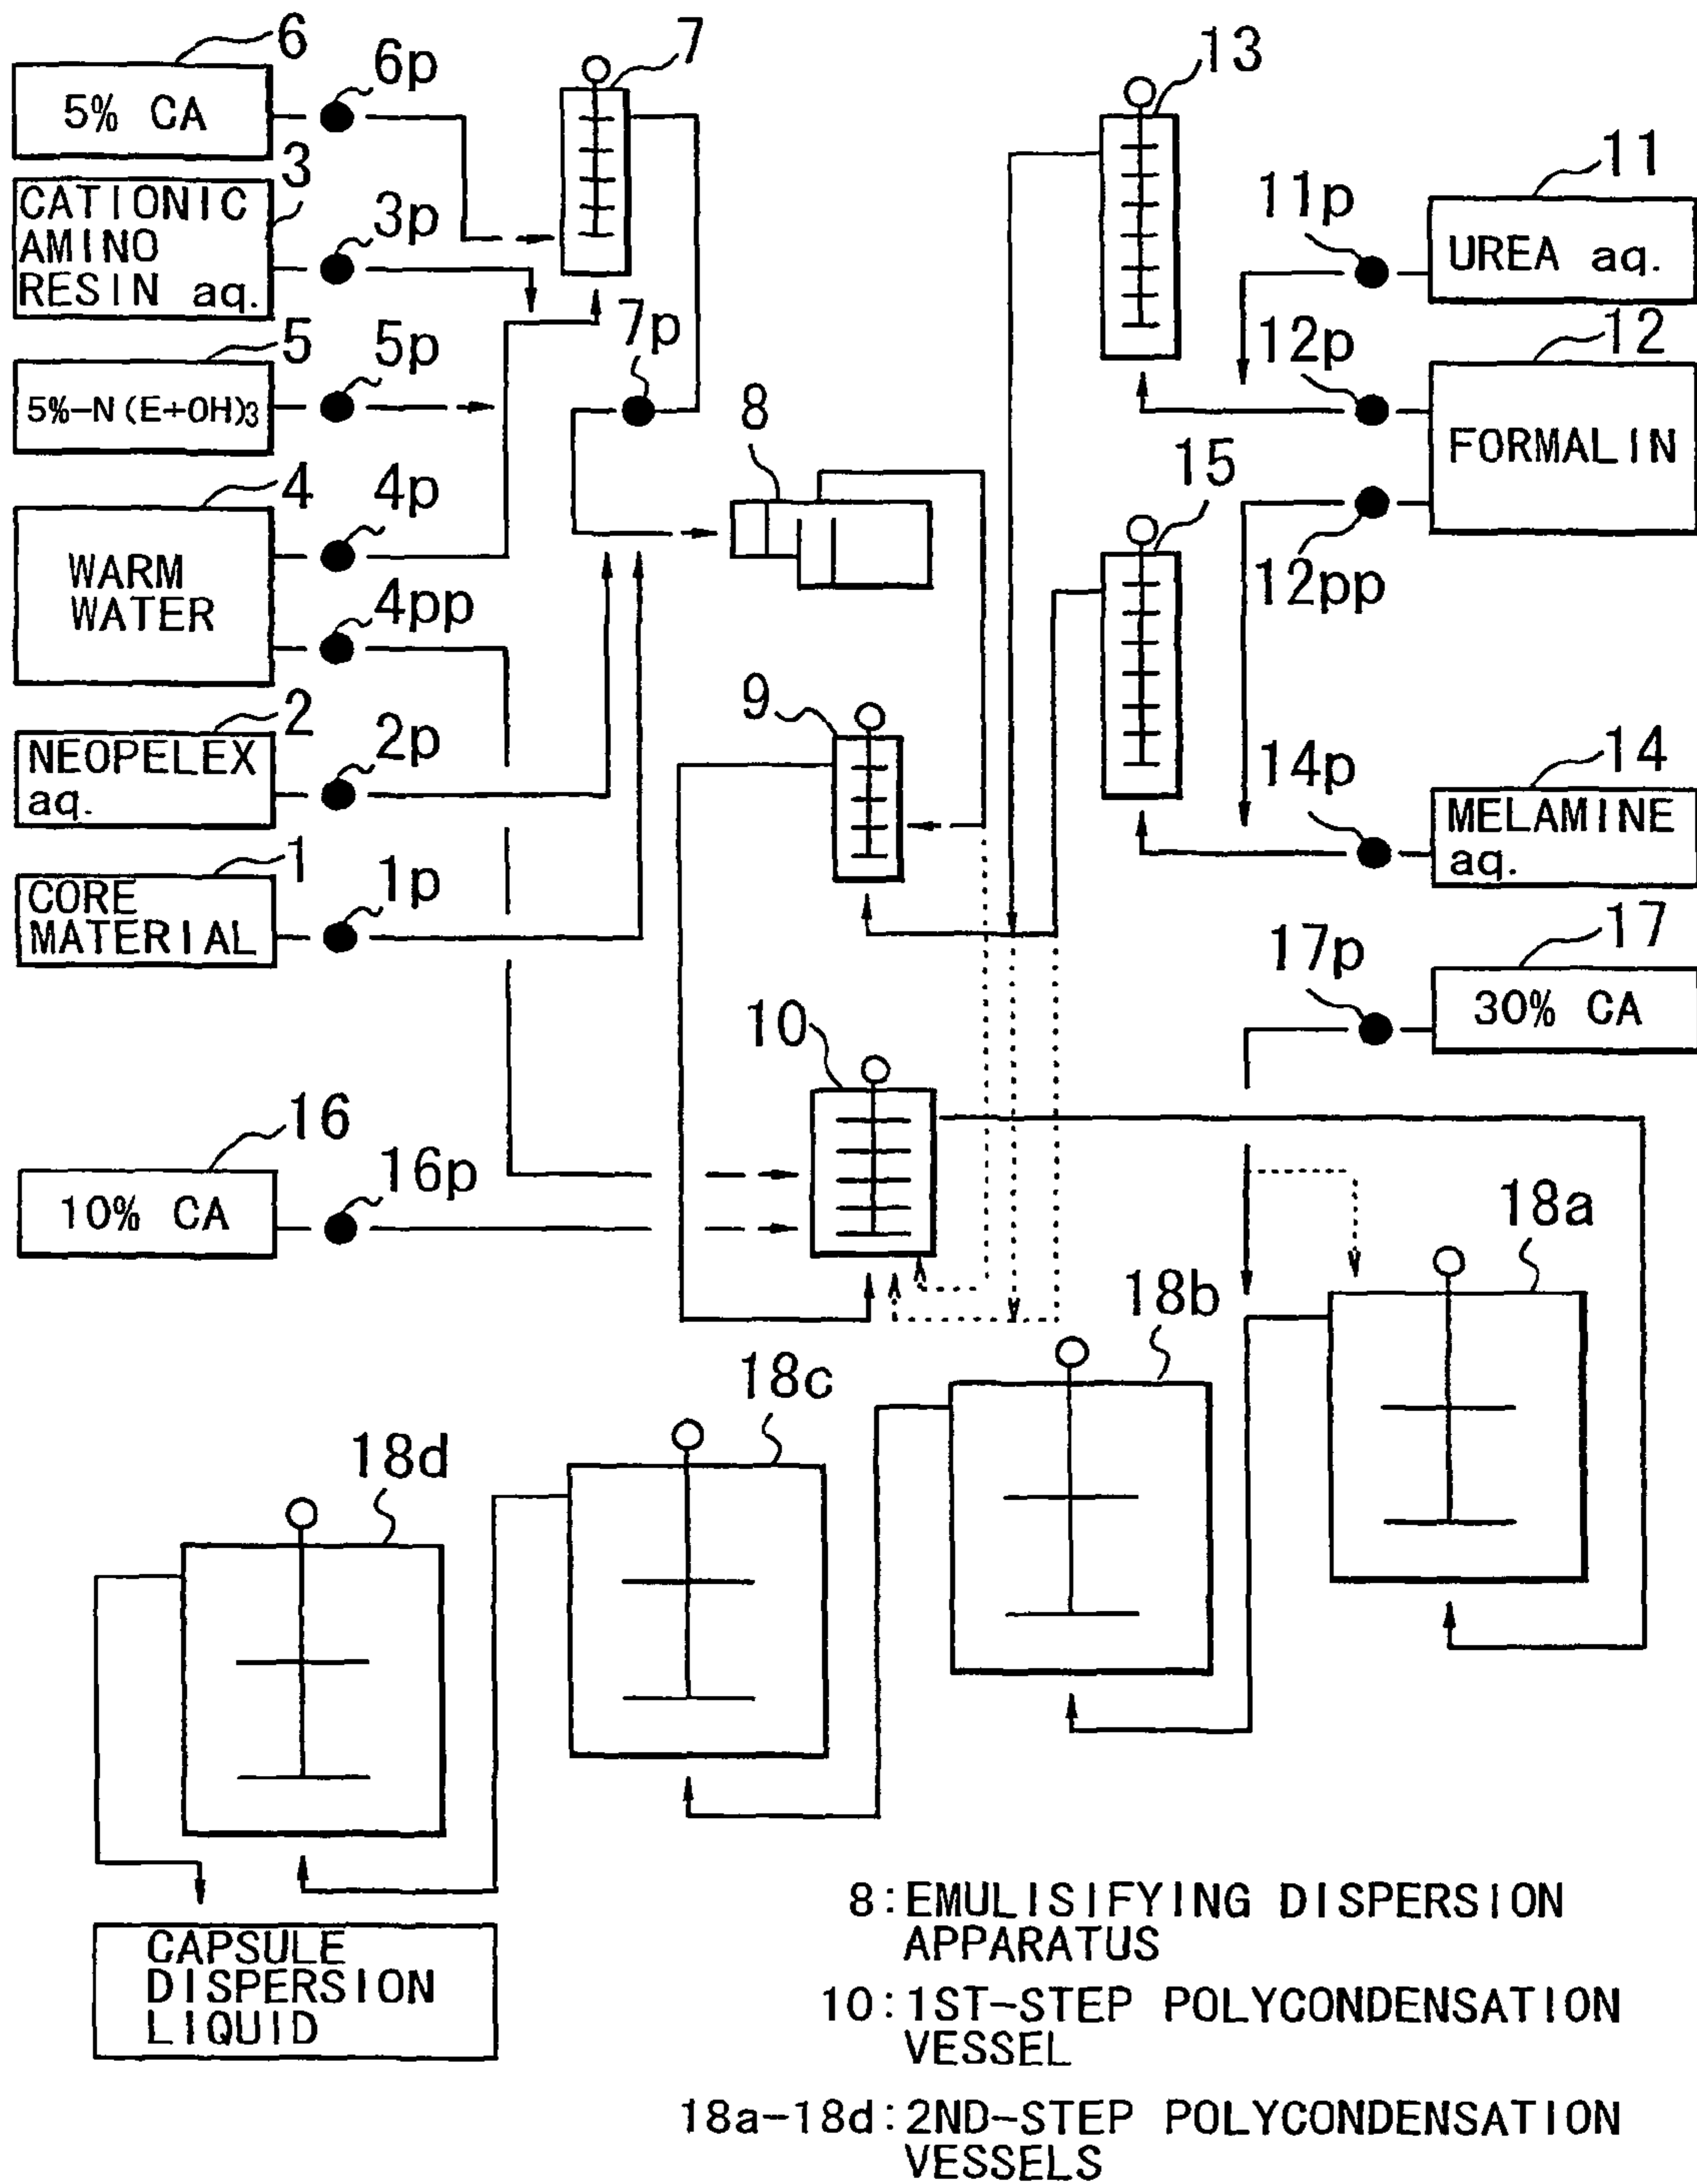 6
6p
7
13
5% CA
3
CATIONIC
AMINO
RESIN aq.
3p
11p
11
UREA aq.
5
5p
7p
12p
12
5%-N(E+OH)3
8
FORMALIN
4
4p
15
WARM
WATER
4pp
12pp
2
2p
9
NEOPELEX
aq.
14p
14
MELAMINE
aq.
1
1p
CORE
MATERIAL
17p
17
30% CA
10
16
16p
10% CA
18a
18b
18c
18d
8:EMULISIFYING DISPERSION
APPARATUS
CAPSULE
DISPERSION
LIQUID
10:1ST-STEP POLYCONDENSATION
VESSEL
18a-18d:2ND-STEP POLYCONDENSATION
VESSELS